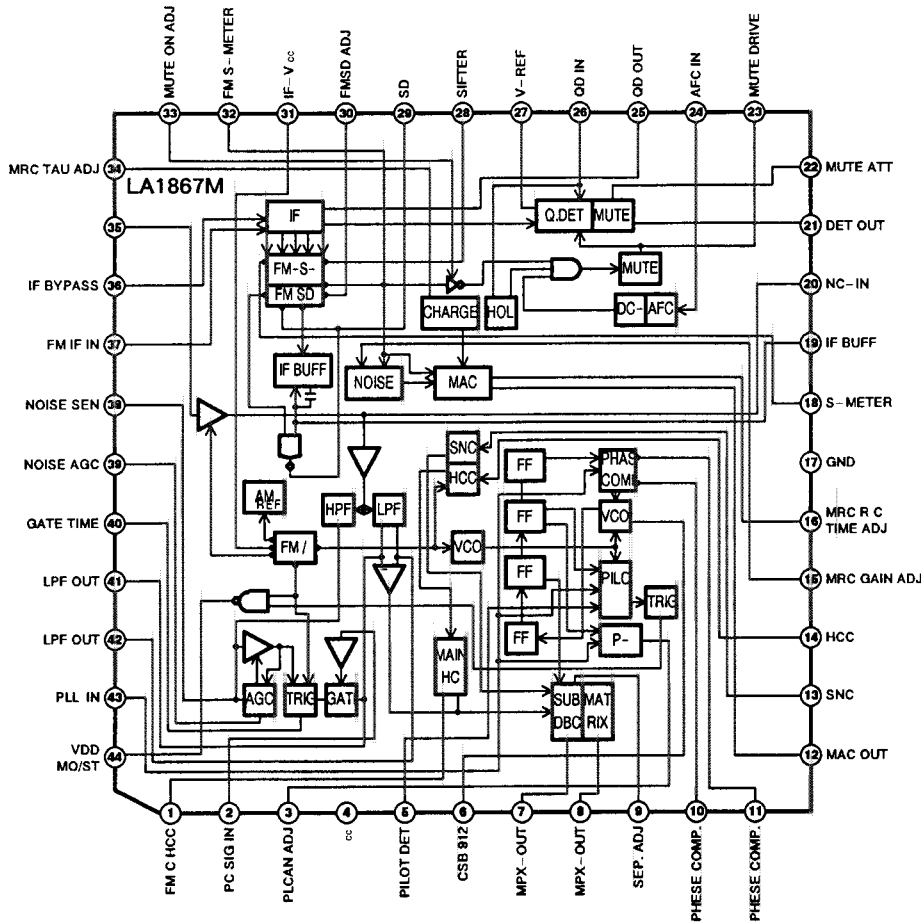 MUTE ON ADJ
FM S-METER
IF-Vcc
FMSD ADJ
SD
SIFTER
V-REF
QD IN
QD OUT
AFC IN
MUTE DRIVE
33
32
31
30
29
28
27
26
25
24
23
MRC TAU ADJ 34
LA1867M
22 MUTE ATT
IF
Q.DET MUTE
35
21 DET OUT
FM-S-
MUTE
IF BYPASS 36
FM SD
20 NC-IN
CHARGE
HOL
DC- AFC
FM IF IN 37
19 IF BUFF
IF BUFF
NOISE
MAC
NOISE SEN 38
18 S-METER
SNC
FF
PHAS
COM
NOISE AGC 39
17 GND
HCC
AM
REF
HPF
LPF
FF
VCO
GATE TIME 40
16 MRC R C
TIME ADJ
FM /
VCO
LPF OUT 41
FF
PILO
TRIG
15 MRC GAIN ADJ
LPF OUT 42
FF
P-
14 HCC
MAIN
HC
PLL IN 43
AGC
TRIG
GAT
SUB
DBC
MAT
RIX
13 SNC
VDD
MO/ST
44
12 MAC OUT
1
2
3
4
5
6
7
8
9
10
11
FM C HCC
PC SIG IN
PLCAN ADJ
cc
PILOT DET
CSB 912
MPX-OUT
MPX-OUT
SEP. ADJ
PHESE COMP.
PHESE COMP.